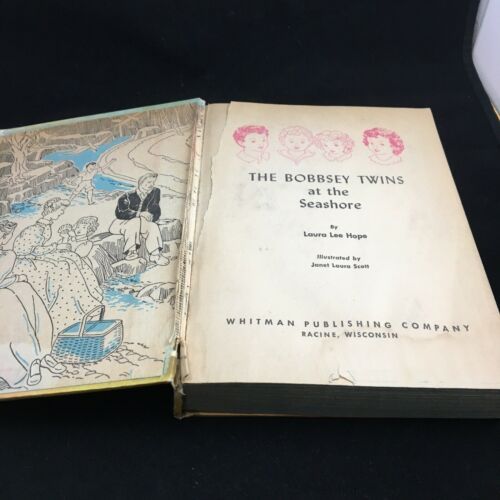 THE BOBBSEY TWINS
at the
Seashore
By
Laura Lee Hope
Illustrated by
Janet Laura Scott
WHITMAN PUBLISHING COMPANY
RACINE, WISCONSIN